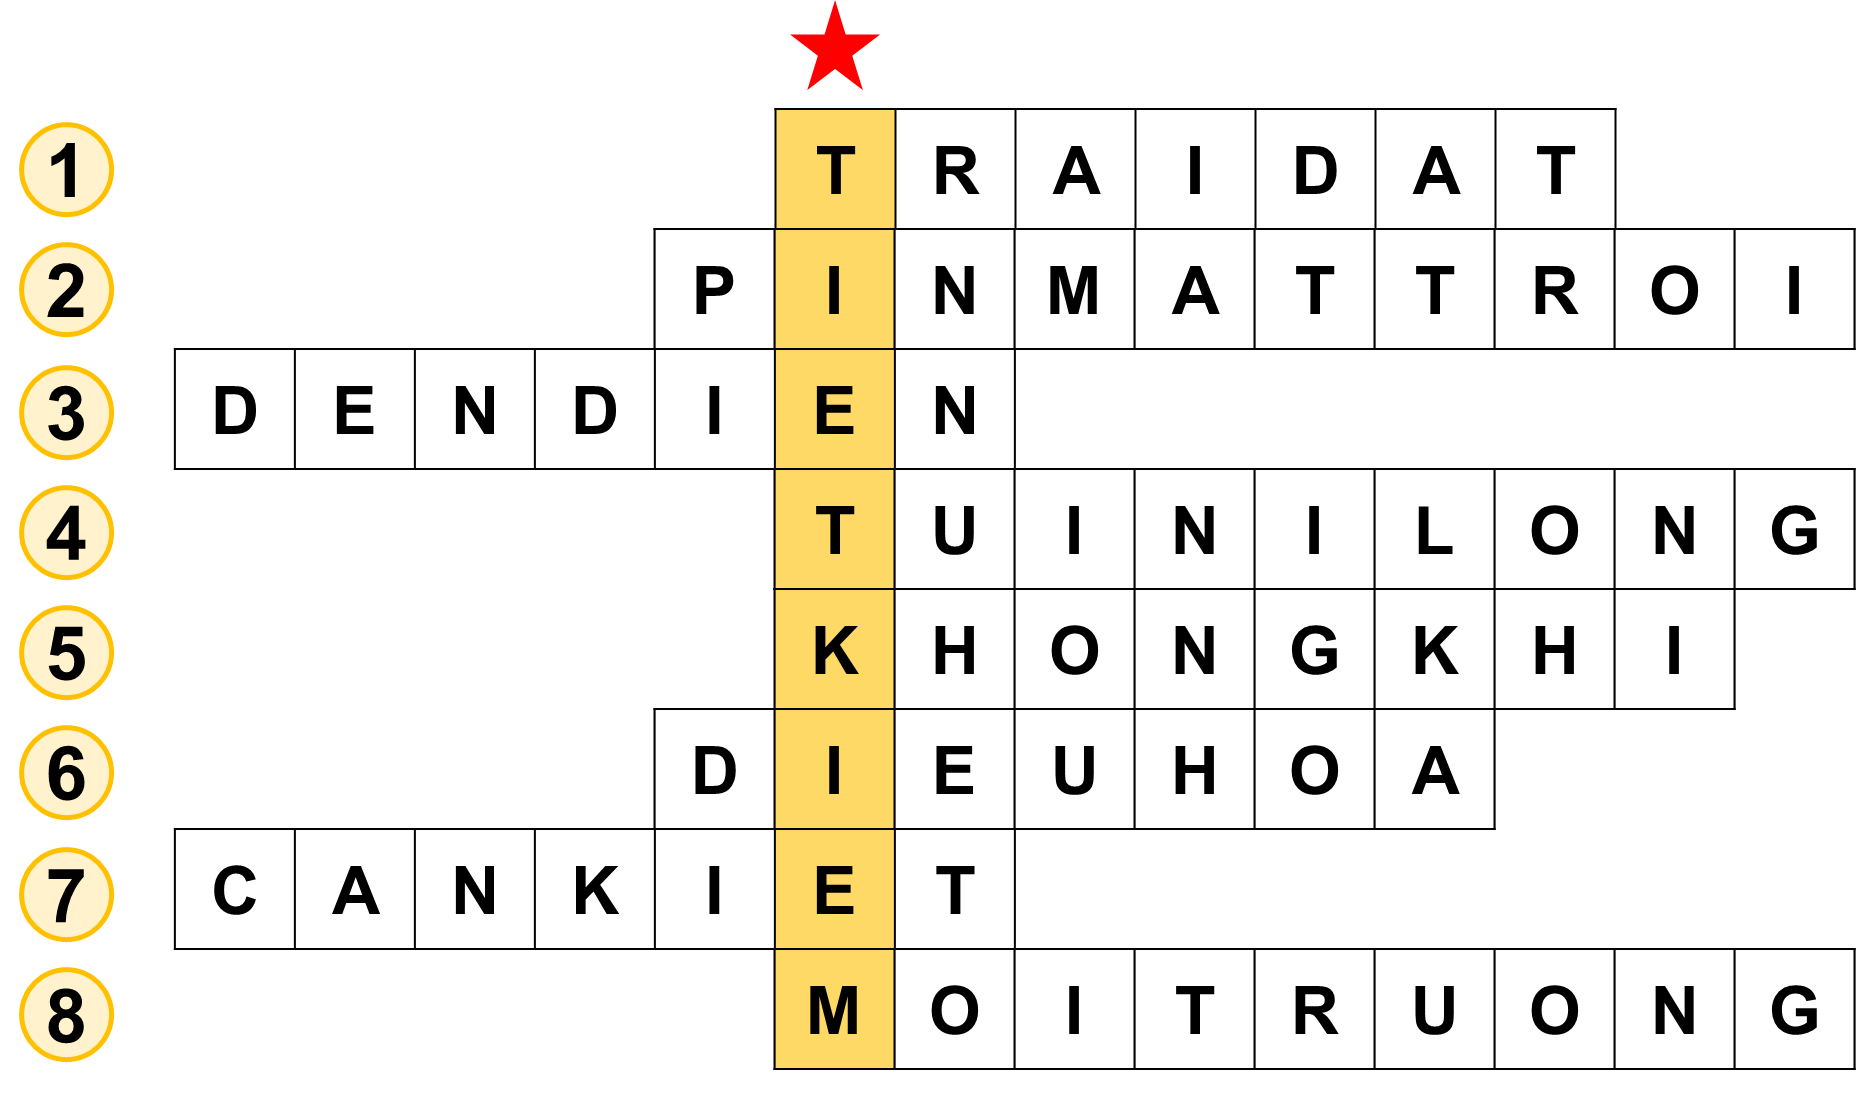 1 TRAIDAT
2 PINMATTROI
3 DENDIEN
4 TUINILONG
5 KHONGKHI
6 DIEUHOA
7 CANKIET
8 MOITRUONG